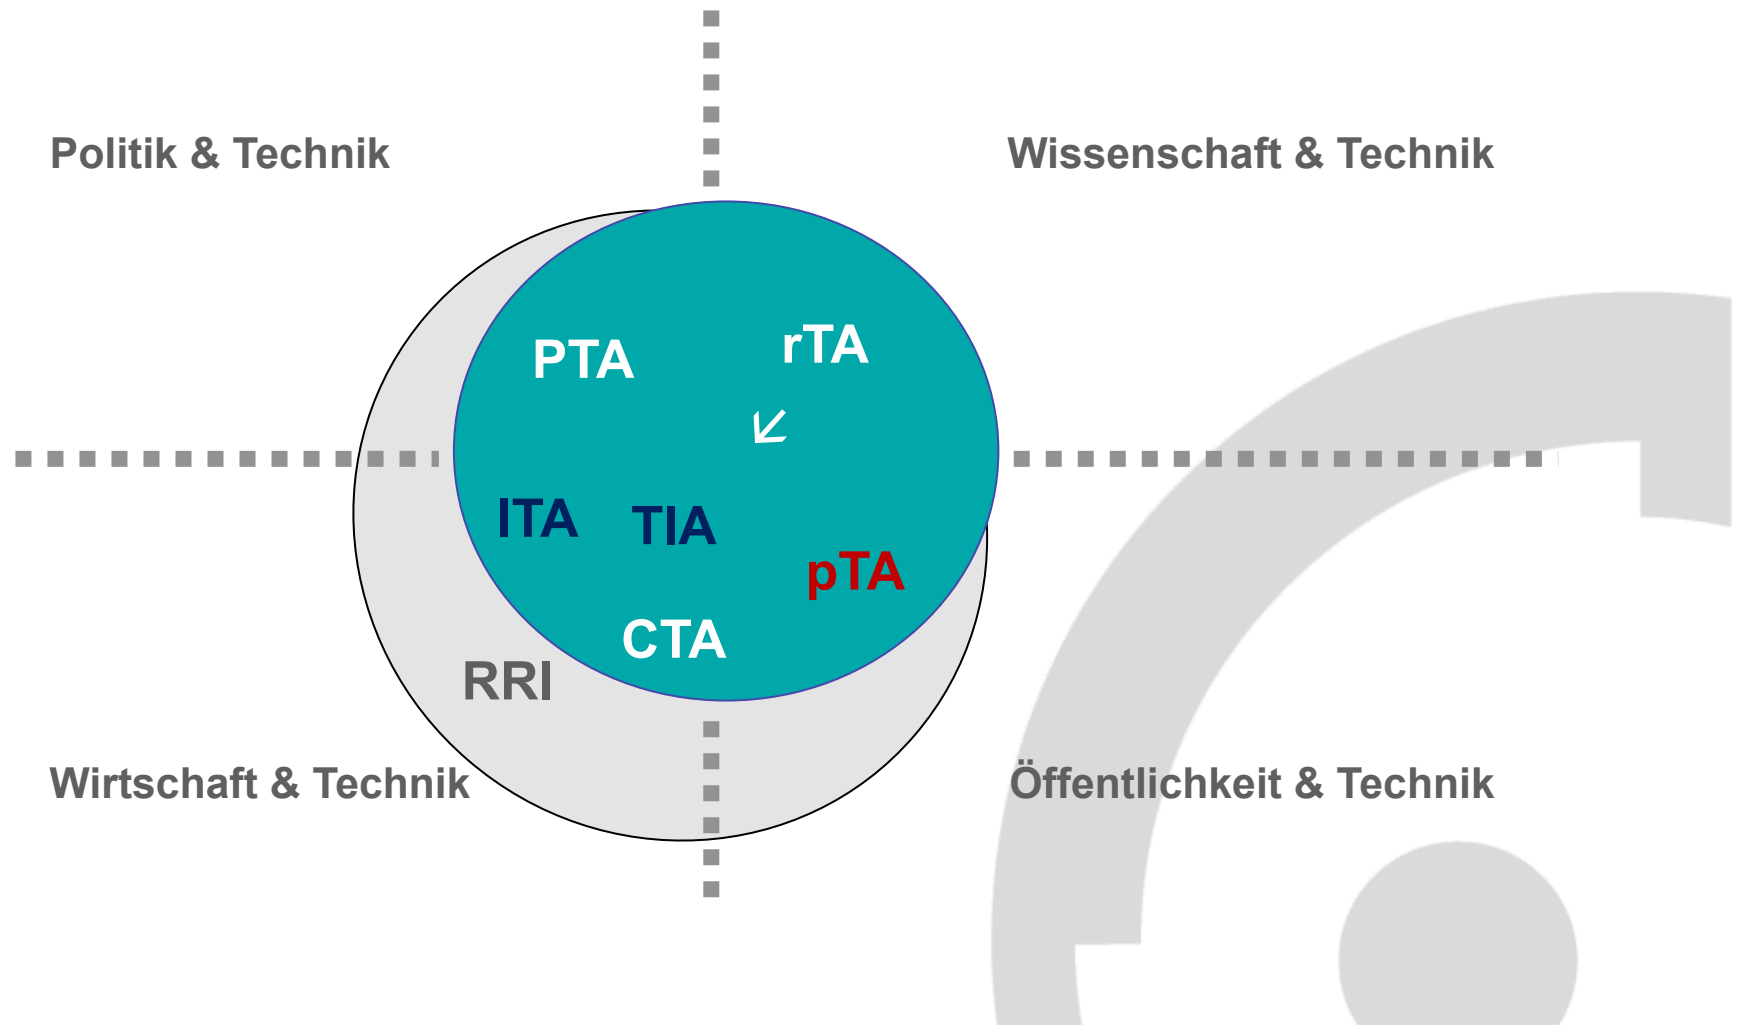 Politik & Technik
Wissenschaft & Technik
PTA
rTA
ITA
TIA
pTA
CTA
RRI
Wirtschaft & Technik
Öffentlichkeit & Technik